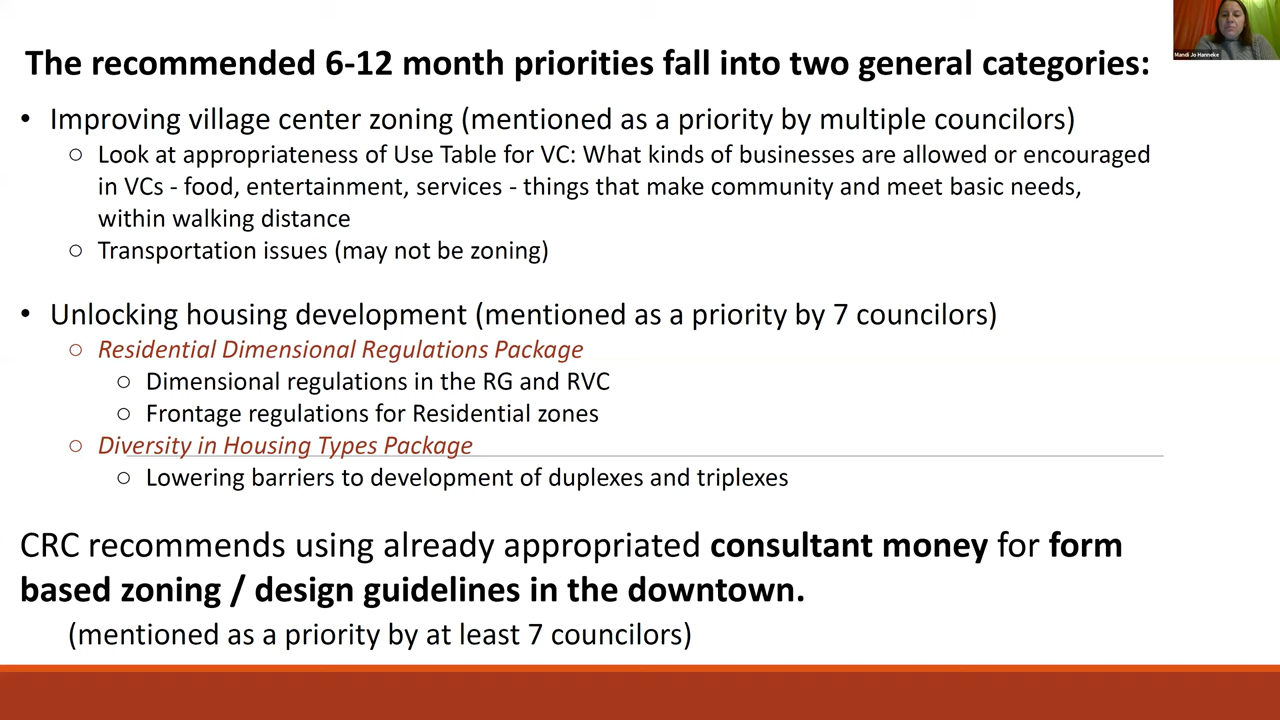 The recommended 6-12 month priorities fall into two general categories:
Mandi Jo Hanneke
• Improving village center zoning (mentioned as a priority by multiple councilors)
○ Look at appropriateness of Use Table for VC: What kinds of businesses are allowed or encouraged
in VCs - food, entertainment, services - things that make community and meet basic needs,
within walking distance
○ Transportation issues (may not be zoning)
• Unlocking housing development (mentioned as a priority by 7 councilors)
○ Residential Dimensional Regulations Package
○ Dimensional regulations in the RG and RVC
○ Frontage regulations for Residential zones
○ Diversity in Housing Types Package
○ Lowering barriers to development of duplexes and triplexes
CRC recommends using already appropriated consultant money for form
based zoning / design guidelines in the downtown.
(mentioned as a priority by at least 7 councilors)